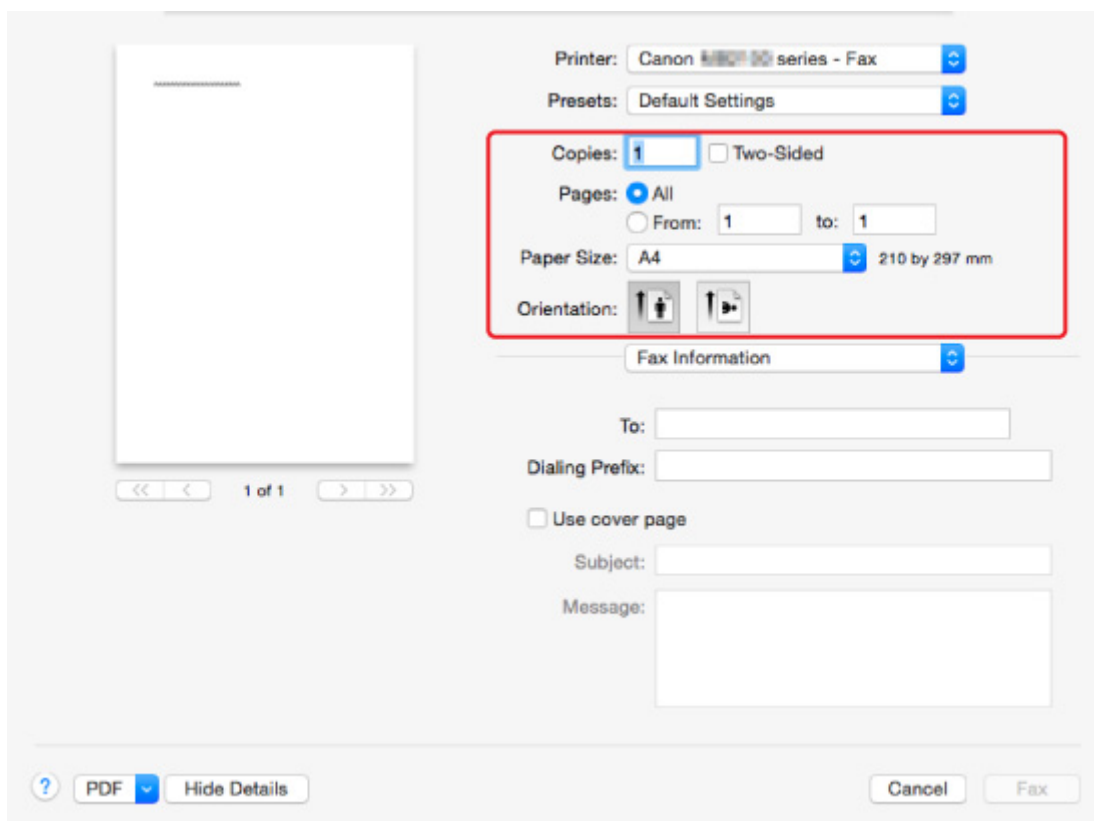 Printer: Canon series - Fax
Presets: Default Settings
Copies: 1 Two-Sided
Pages: All
From: 1 to: 1
Paper Size: A4 210 by 297 mm
Orientation:
Fax Information
To:
Dialing Prefix:
Use cover page
Subject:
Message:
<< < 1 of 1 > >>
? PDF Hide Details Cancel Fax